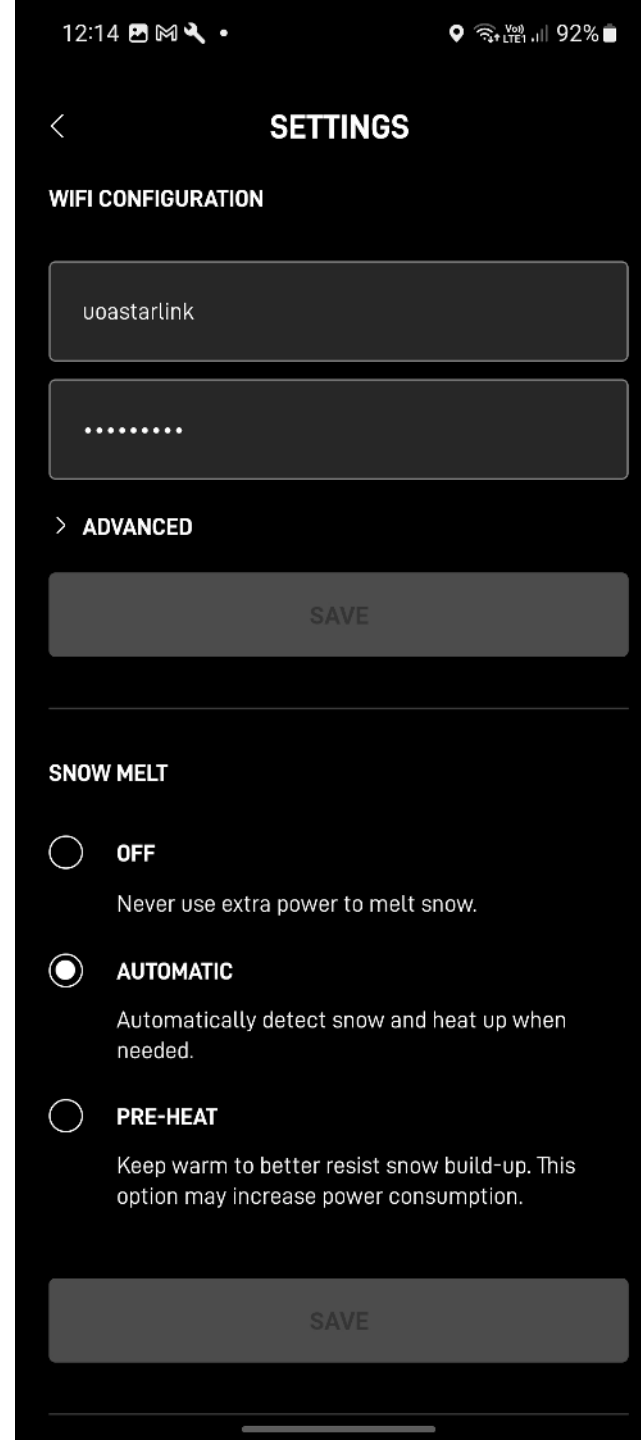 12:14 92%
SETTINGS
WIFI CONFIGURATION
uoastarlink
•••••••••
ADVANCED
SAVE
SNOW MELT
OFF
Never use extra power to melt snow.
AUTOMATIC
Automatically detect snow and heat up when
needed.
PRE-HEAT
Keep warm to better resist snow build-up. This
option may increase power consumption.
SAVE